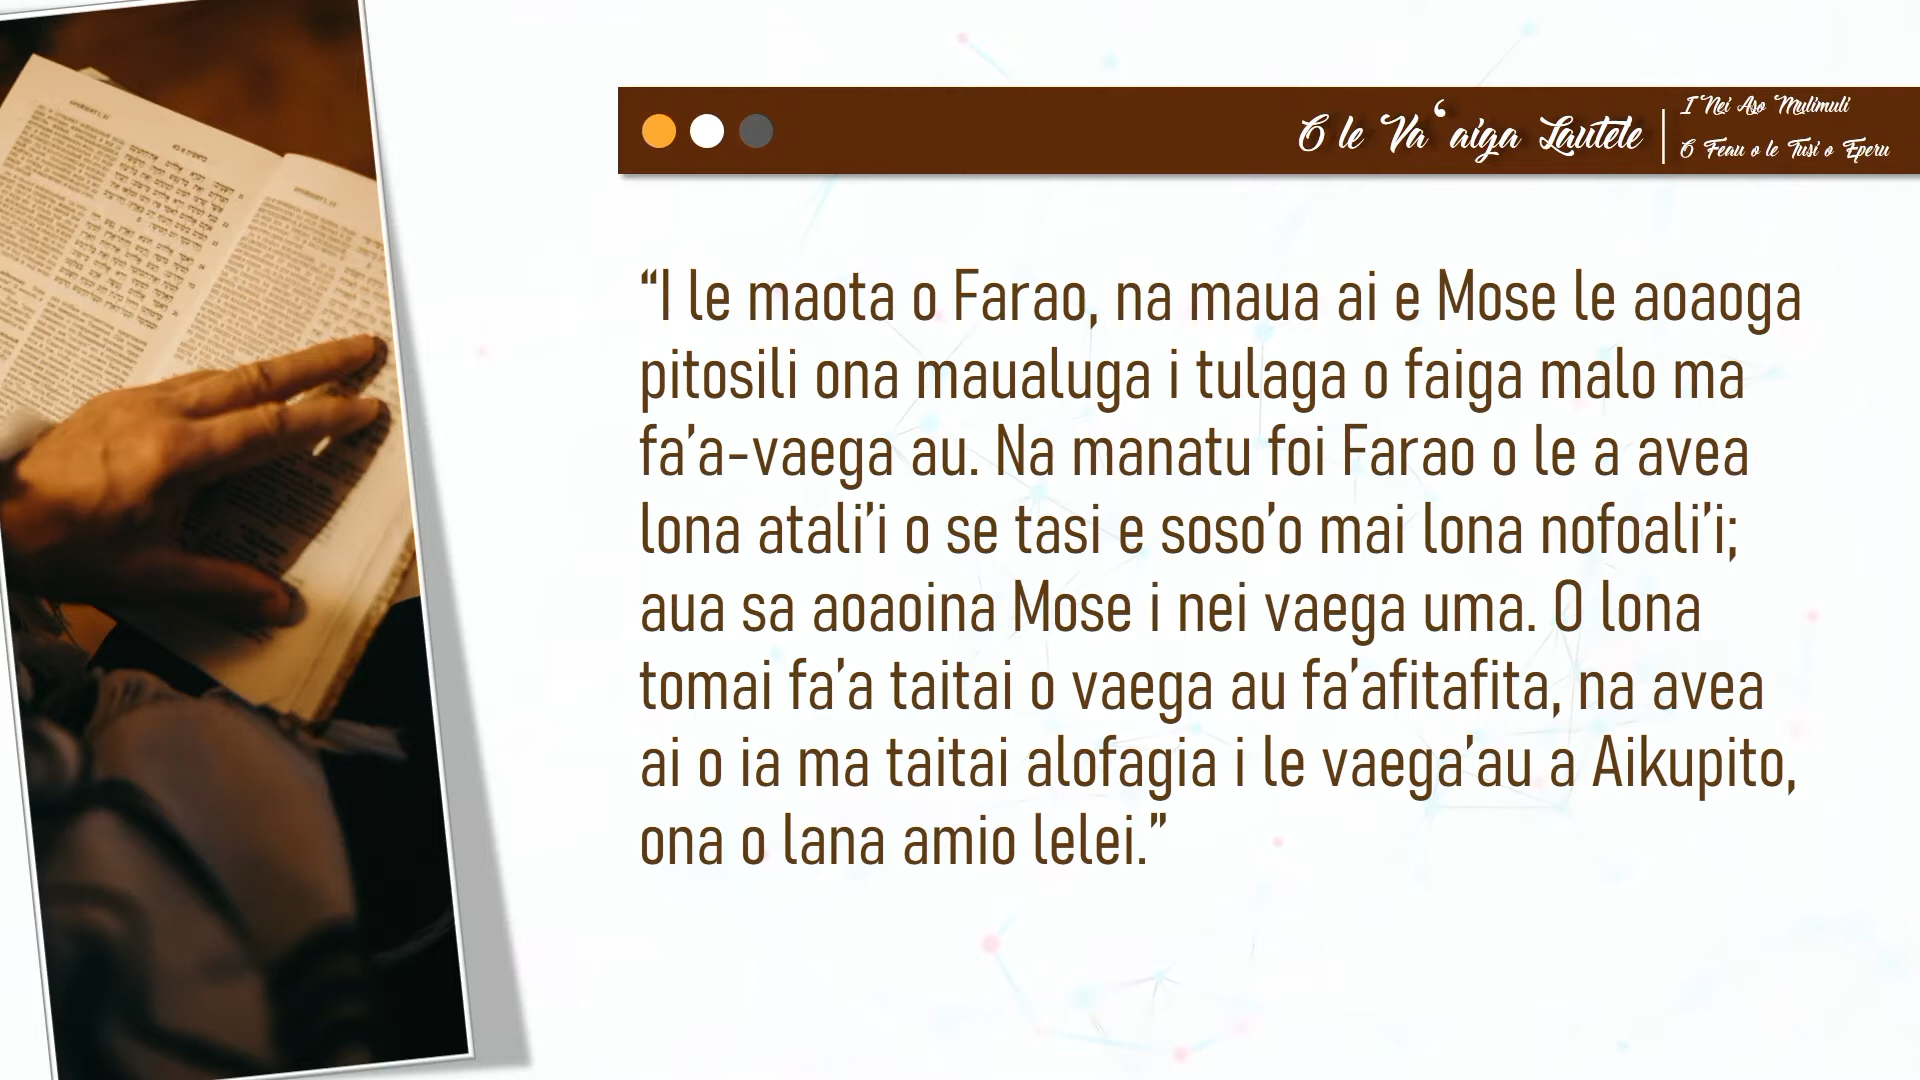 O le Vaʻaiga Lautele
I Nei Aso Mulimuli
O Feau o le Tusi o Eperu
“I le maota o Farao, na maua ai e Mose le aoaoga
pitosili ona maualuga i tulaga o faiga malo ma
fa’a-vaega au. Na manatu foi Farao o le a avea
lona atali’i o se tasi e soso’o mai lona nofoali’i;
aua sa aoaoina Mose i nei vaega uma. O lona
tomai fa’a taitai o vaega au fa’afitafita, na avea
ai o ia ma taitai alofagia i le vaega’au a Aikupito,
ona o lana amio lelei.”